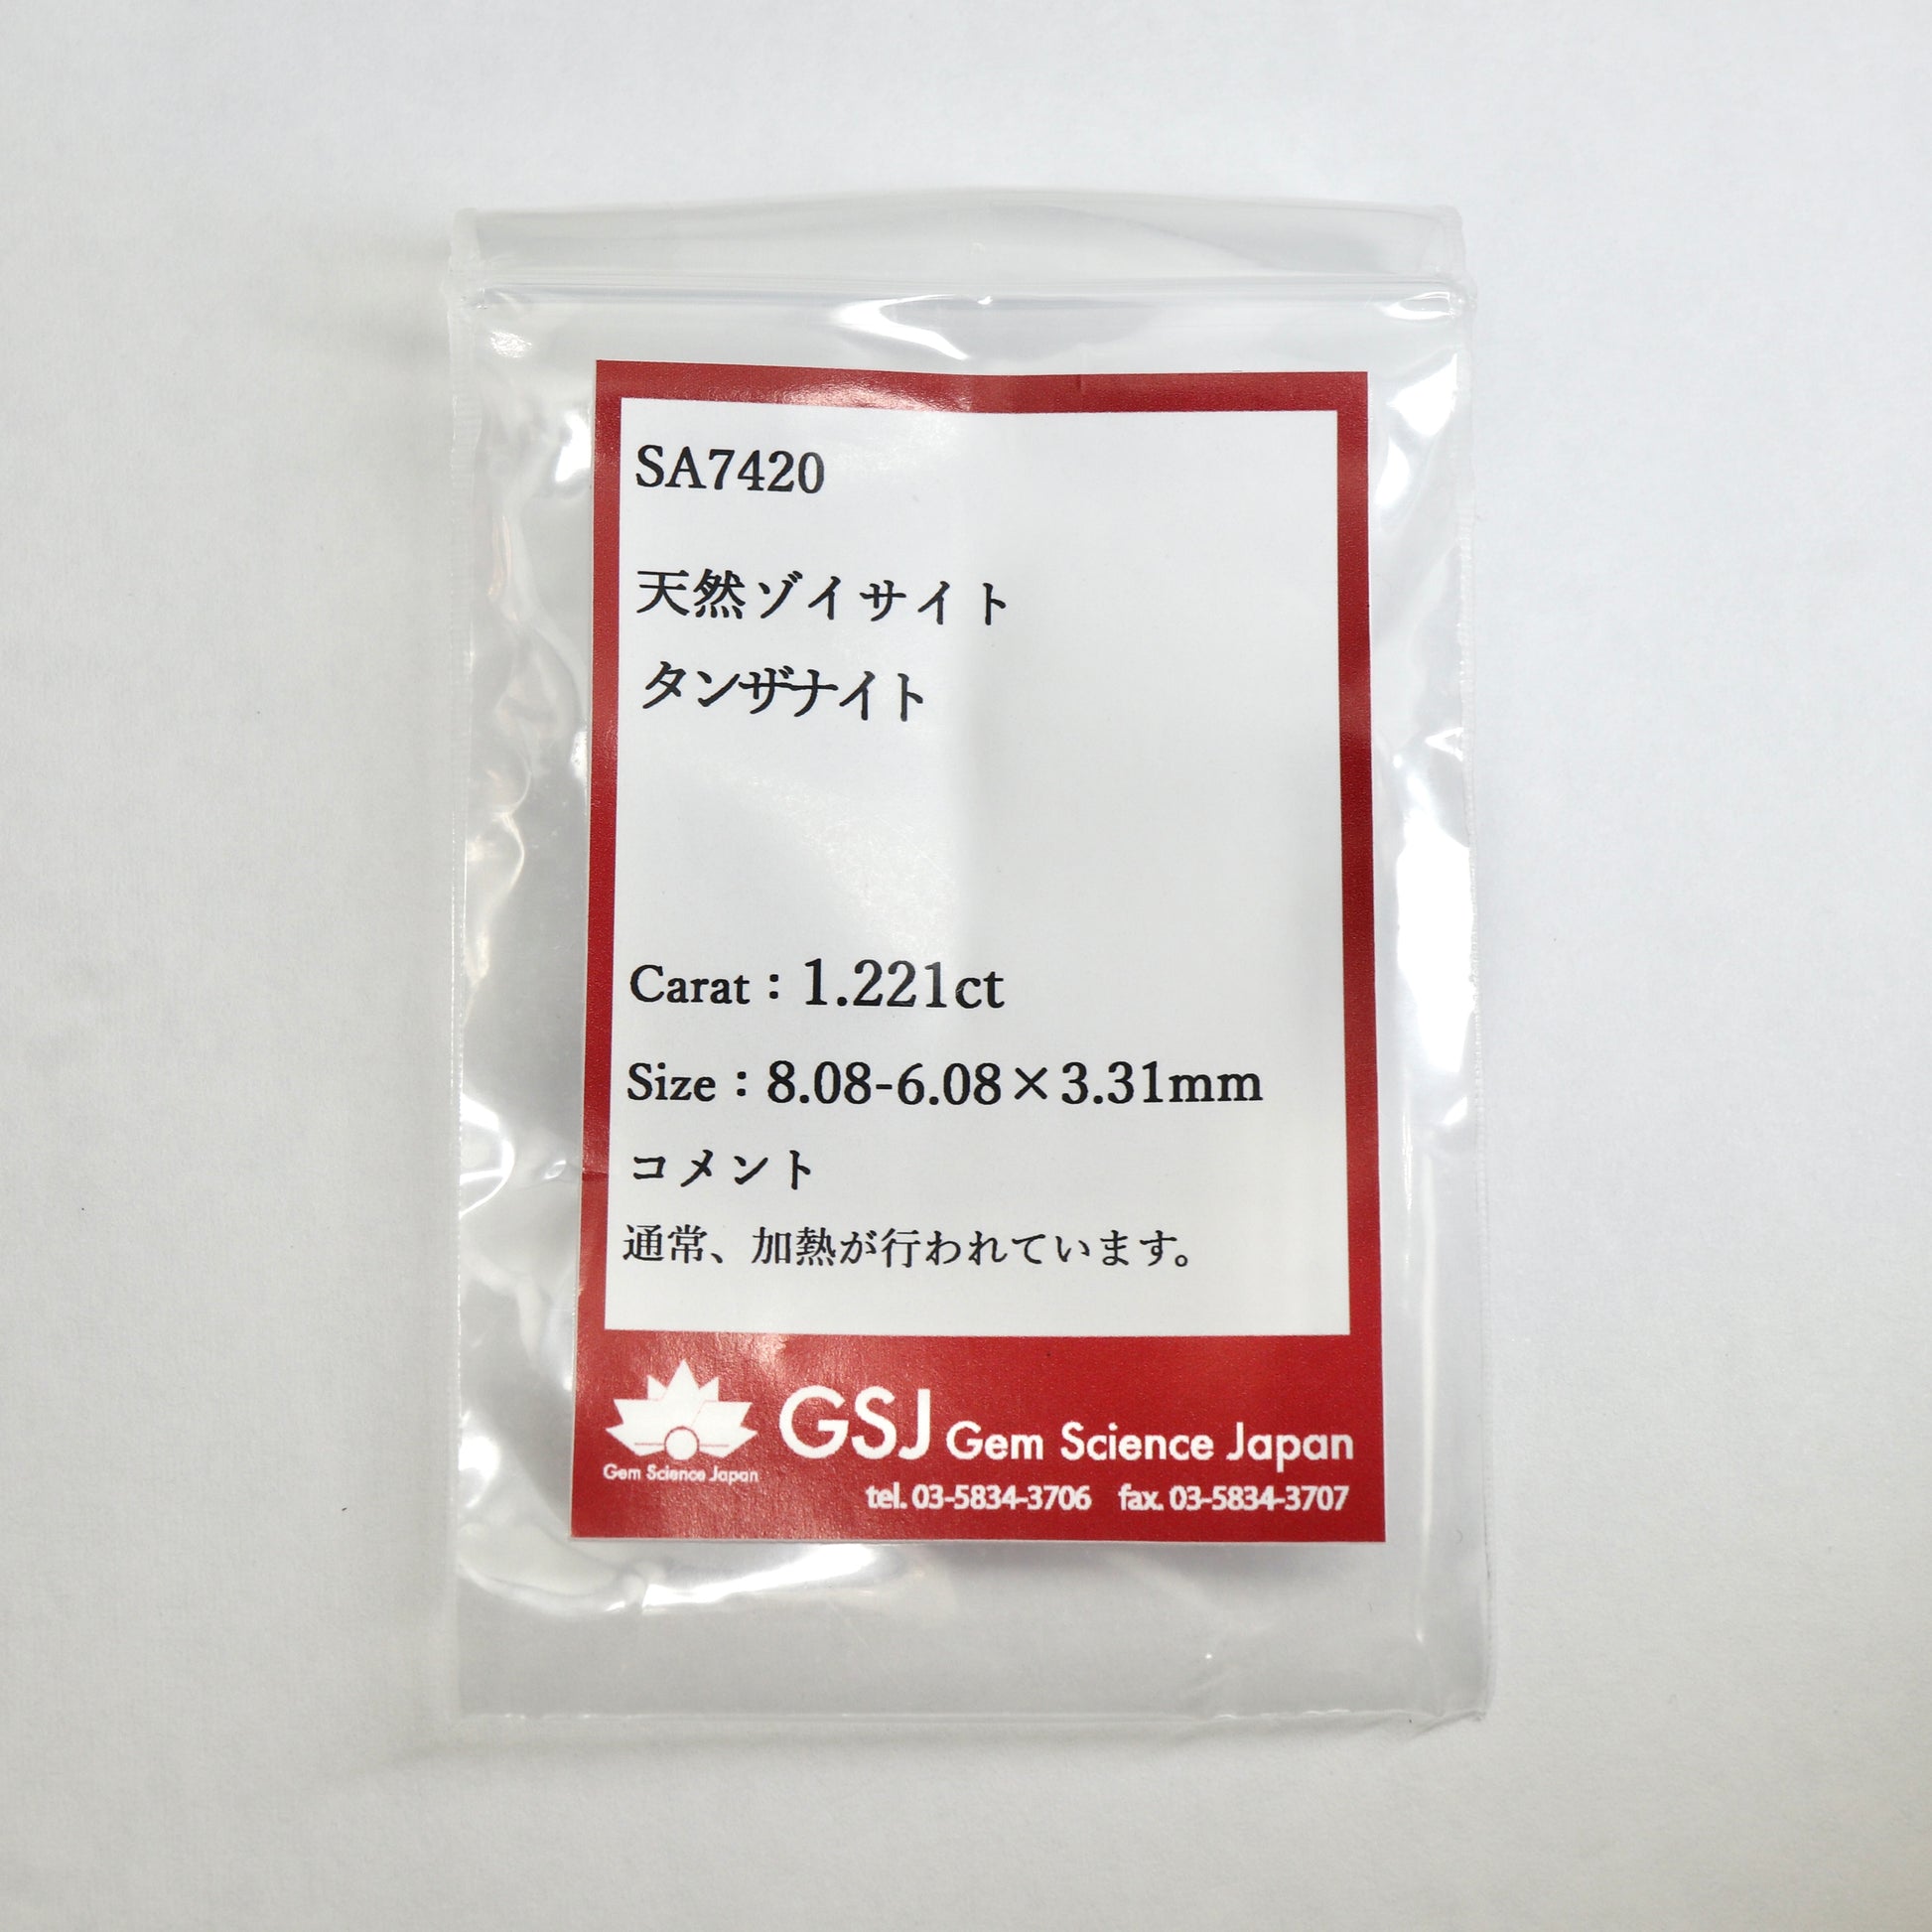 SA7420
天然ゾイサイト
タンザナイト
Carat：1.221ct
Size：8.08-6.08×3.31mm
コメント
通常、加熱が行われています。
GSJ Gem Science Japan
Gem Science Japan
tel. 03-5834-3706 fax. 03-5834-3707